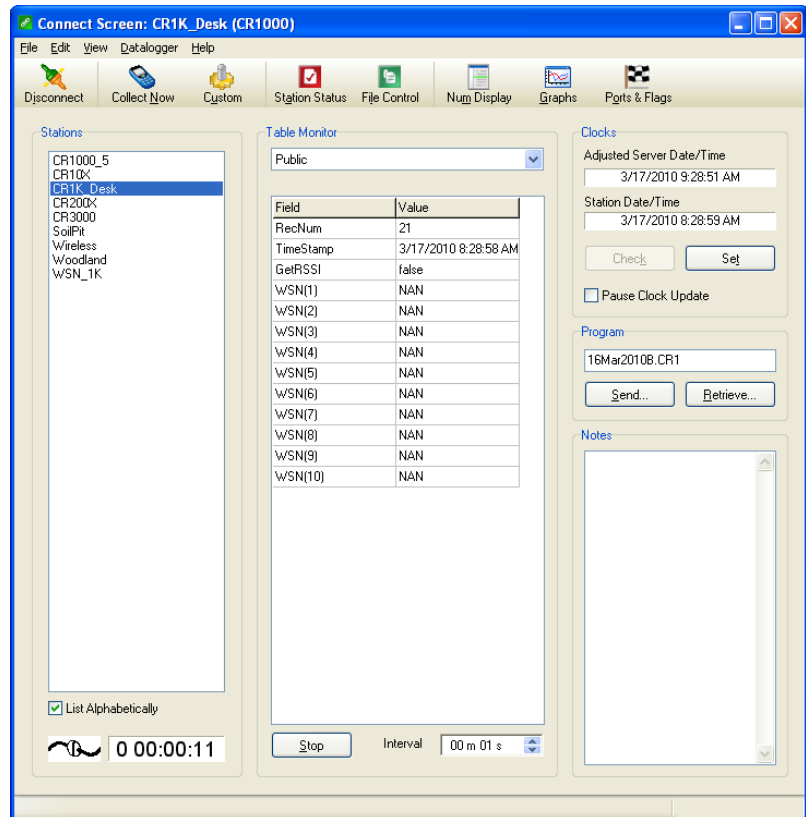 Connect Screen: CR1K_Desk (CR1000)
File Edit View Datalogger Help
Disconnect Collect Now Custom Station Status File Control Num Display Graphs Ports & Flags
Stations
CR1000_5
CR10X
CR1K_Desk
CR200X
CR3000
SoilPit
Wireless
Woodland
WSN_1K
List Alphabetically
0 00:00:11
Table Monitor
Public
Field Value
RecNum 21
TimeStamp 3/17/2010 8:28:58 AM
GetRSSI false
WSN(1) NAN
WSN(2) NAN
WSN(3) NAN
WSN(4) NAN
WSN(5) NAN
WSN(6) NAN
WSN(7) NAN
WSN(8) NAN
WSN(9) NAN
WSN(10) NAN
Stop Interval 00 m 01 s
Clocks
Adjusted Server Date/Time
3/17/2010 9:28:51 AM
Station Date/Time
3/17/2010 8:28:59 AM
Check Set
Pause Clock Update
Program
16Mar2010B.CR1
Send... Retrieve...
Notes